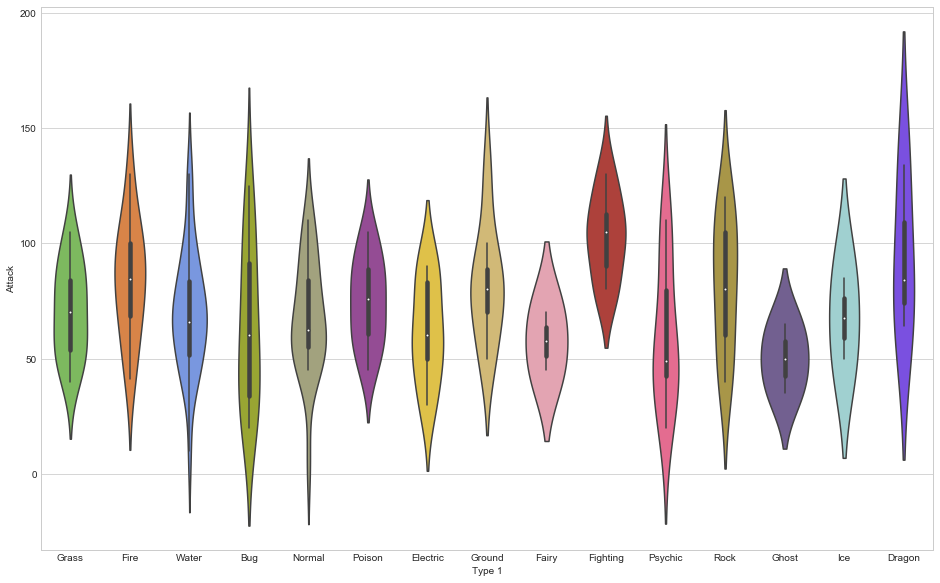 200
150
100
50
0
Attack
Grass Fire Water Bug Normal Poison Electric Ground Fairy Fighting Psychic Rock Ghost Ice Dragon
Type 1